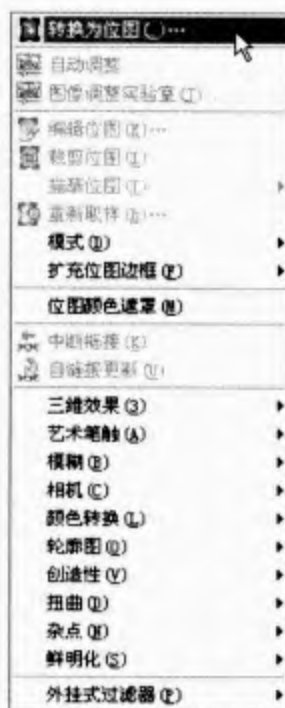 转换为位图(_)…
自动调整
图像调整实验室(T)
编辑位图(E)…
裁剪位图(I)
描摹位图(T)
重新取样(R)…
模式(D)
扩充位图边框(F)
位图颜色遮罩(M)
中断链接(K)
自链接更新(U)
三维效果(3)
艺术笔触(A)
模糊(B)
相机(C)
颜色转换(L)
轮廓图(O)
创造性(V)
扭曲(D)
杂点(N)
鲜明化(S)
外挂式过滤器(P)